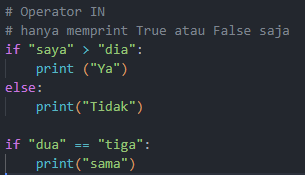 # Operator IN
# hanya memprint True atau False saja
if "saya" > "dia":
    print ("Ya")
else:
    print("Tidak")

if "dua" == "tiga":
    print("sama")